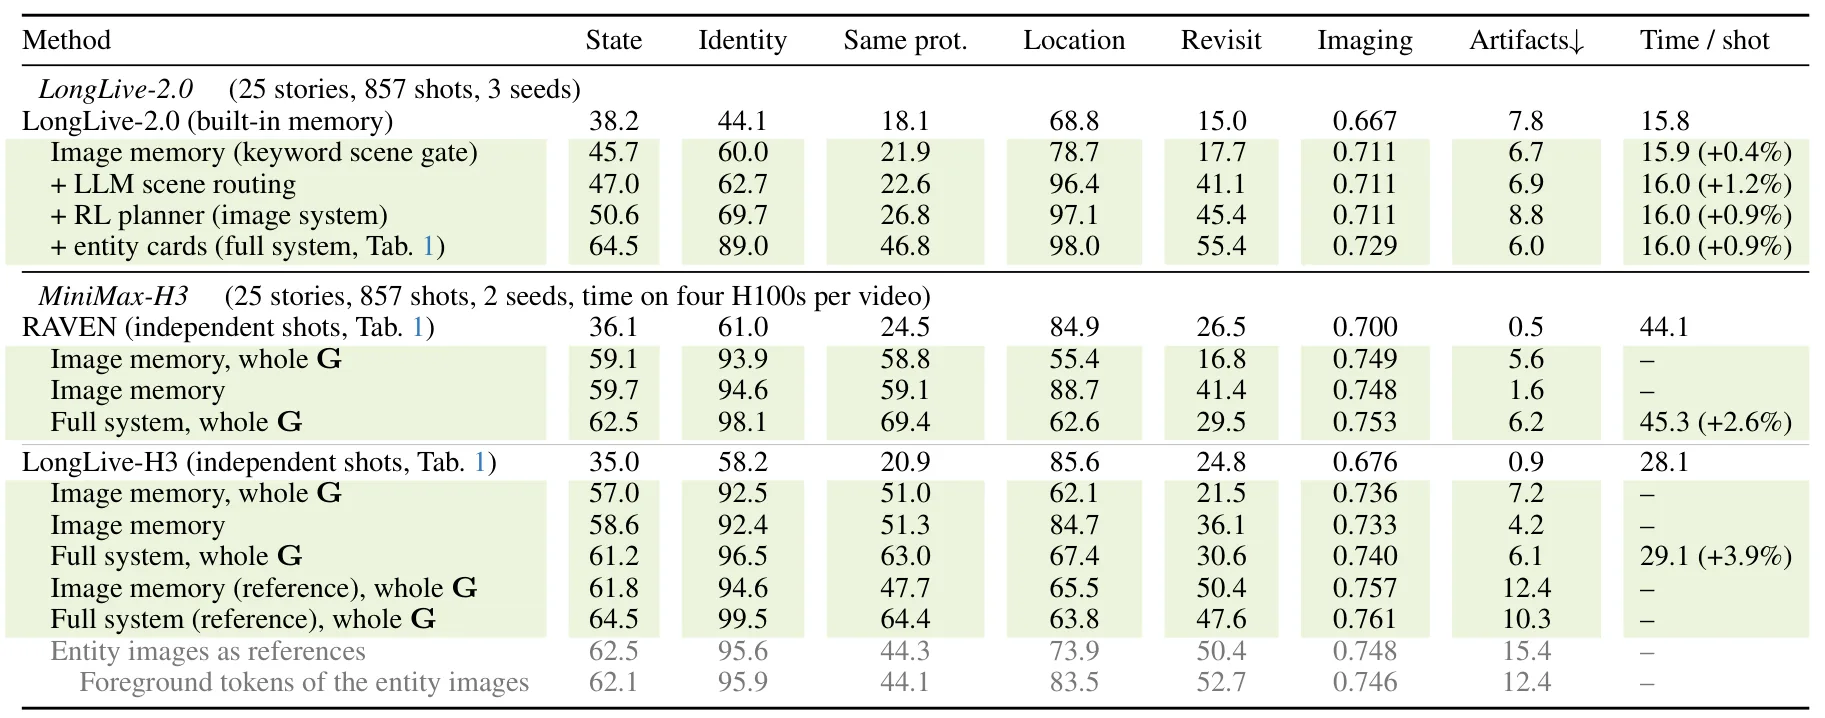 Method State Identity Same prot. Location Revisit Imaging Artifacts↓ Time / shot
LongLive-2.0 (25 stories, 857 shots, 3 seeds)
LongLive-2.0 (built-in memory) 38.2 44.1 18.1 68.8 15.0 0.667 7.8 15.8
Image memory (keyword scene gate) 45.7 60.0 21.9 78.7 17.7 0.711 6.7 15.9 (+0.4%)
+ LLM scene routing 47.0 62.7 22.6 96.4 41.1 0.711 6.9 16.0 (+1.2%)
+ RL planner (image system) 50.6 69.7 26.8 97.1 45.4 0.711 8.8 16.0 (+0.9%)
+ entity cards (full system, Tab. 1) 64.5 89.0 46.8 98.0 55.4 0.729 6.0 16.0 (+0.9%)
MiniMax-H3 (25 stories, 857 shots, 2 seeds, time on four H100s per video)
RAVEN (independent shots, Tab. 1) 36.1 61.0 24.5 84.9 26.5 0.700 0.5 44.1
Image memory, whole G 59.1 93.9 58.8 55.4 16.8 0.749 5.6 –
Image memory 59.7 94.6 59.1 88.7 41.4 0.748 1.6 –
Full system, whole G 62.5 98.1 69.4 62.6 29.5 0.753 6.2 45.3 (+2.6%)
LongLive-H3 (independent shots, Tab. 1) 35.0 58.2 20.9 85.6 24.8 0.676 0.9 28.1
Image memory, whole G 57.0 92.5 51.0 62.1 21.5 0.736 7.2 –
Image memory 58.6 92.4 51.3 84.7 36.1 0.733 4.2 –
Full system, whole G 61.2 96.5 63.0 67.4 30.6 0.740 6.1 29.1 (+3.9%)
Image memory (reference), whole G 61.8 94.6 47.7 65.5 50.4 0.757 12.4 –
Full system (reference), whole G 64.5 99.5 64.4 63.8 47.6 0.761 10.3 –
Entity images as references 62.5 95.6 44.3 73.9 50.4 0.748 15.4 –
Foreground tokens of the entity images 62.1 95.9 44.1 83.5 52.7 0.746 12.4 –